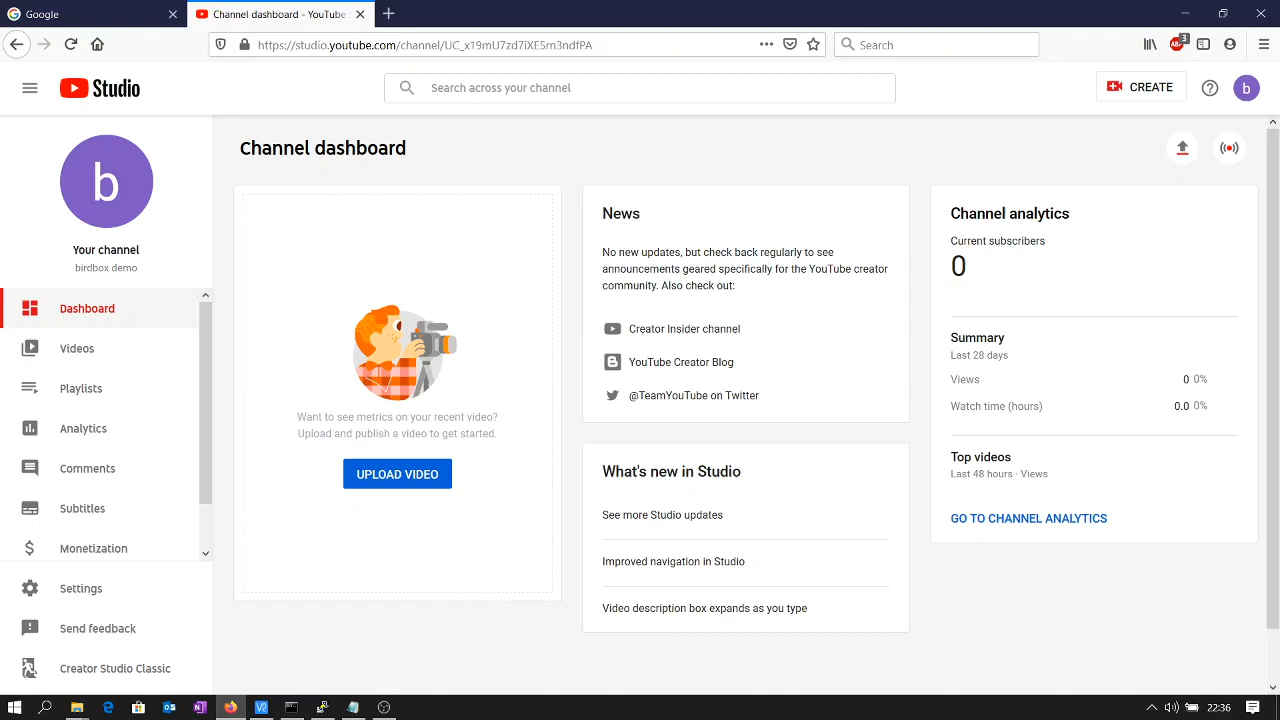 Google
Channel dashboard - YouTube S
https://studio.youtube.com/channel/UC_x19mU7zd7iXE5rn3ndfPA
Search
3
Studio
Search across your channel
CREATE
b
b
Your channel
birdbox demo
Dashboard
Videos
Playlists
Analytics
Comments
Subtitles
Monetization
Settings
Send feedback
Creator Studio Classic
Channel dashboard
Want to see metrics on your recent video?
Upload and publish a video to get started.
UPLOAD VIDEO
News
No new updates, but check back regularly to see
announcements geared specifically for the YouTube creator
community. Also check out:
Creator Insider channel
YouTube Creator Blog
@TeamYouTube on Twitter
What's new in Studio
See more Studio updates
Improved navigation in Studio
Video description box expands as you type
Channel analytics
Current subscribers
0
Summary
Last 28 days
Views 0 0%
Watch time (hours) 0.0 0%
Top videos
Last 48 hours · Views
GO TO CHANNEL ANALYTICS
22:36